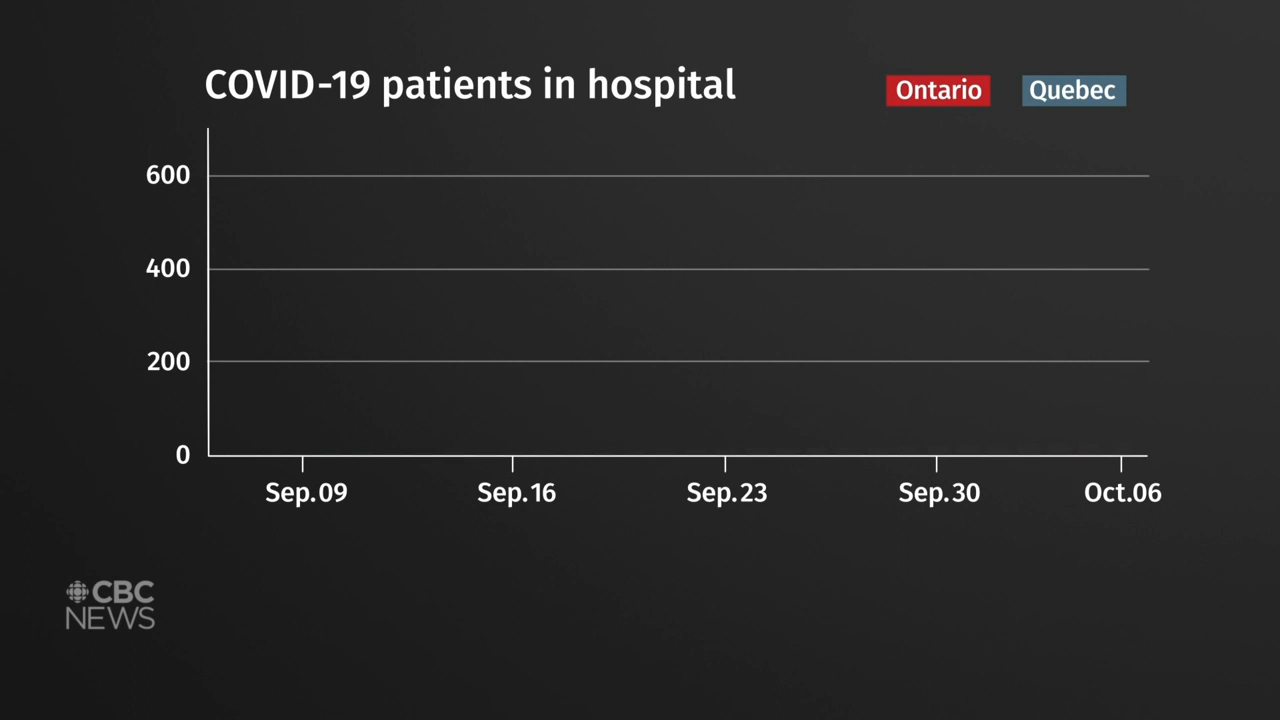 COVID-19 patients in hospital
Ontario
Quebec
600
400
200
0
Sep.09
Sep.16
Sep.23
Sep.30
Oct.06
CBC
NEWS